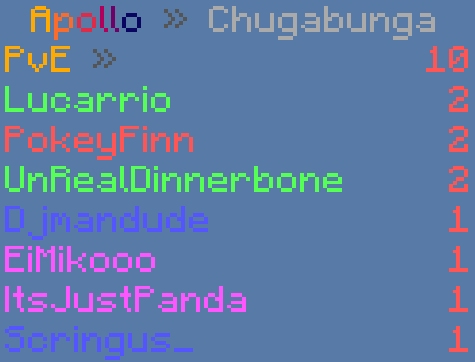 Apollo » Chugabunga
PvE » 10
Lucarrio 2
PokeyFinn 2
UnRealDinnerbone 2
Djmandude 1
EiMikooo 1
ItsJustPanda 1
Scringus_ 1